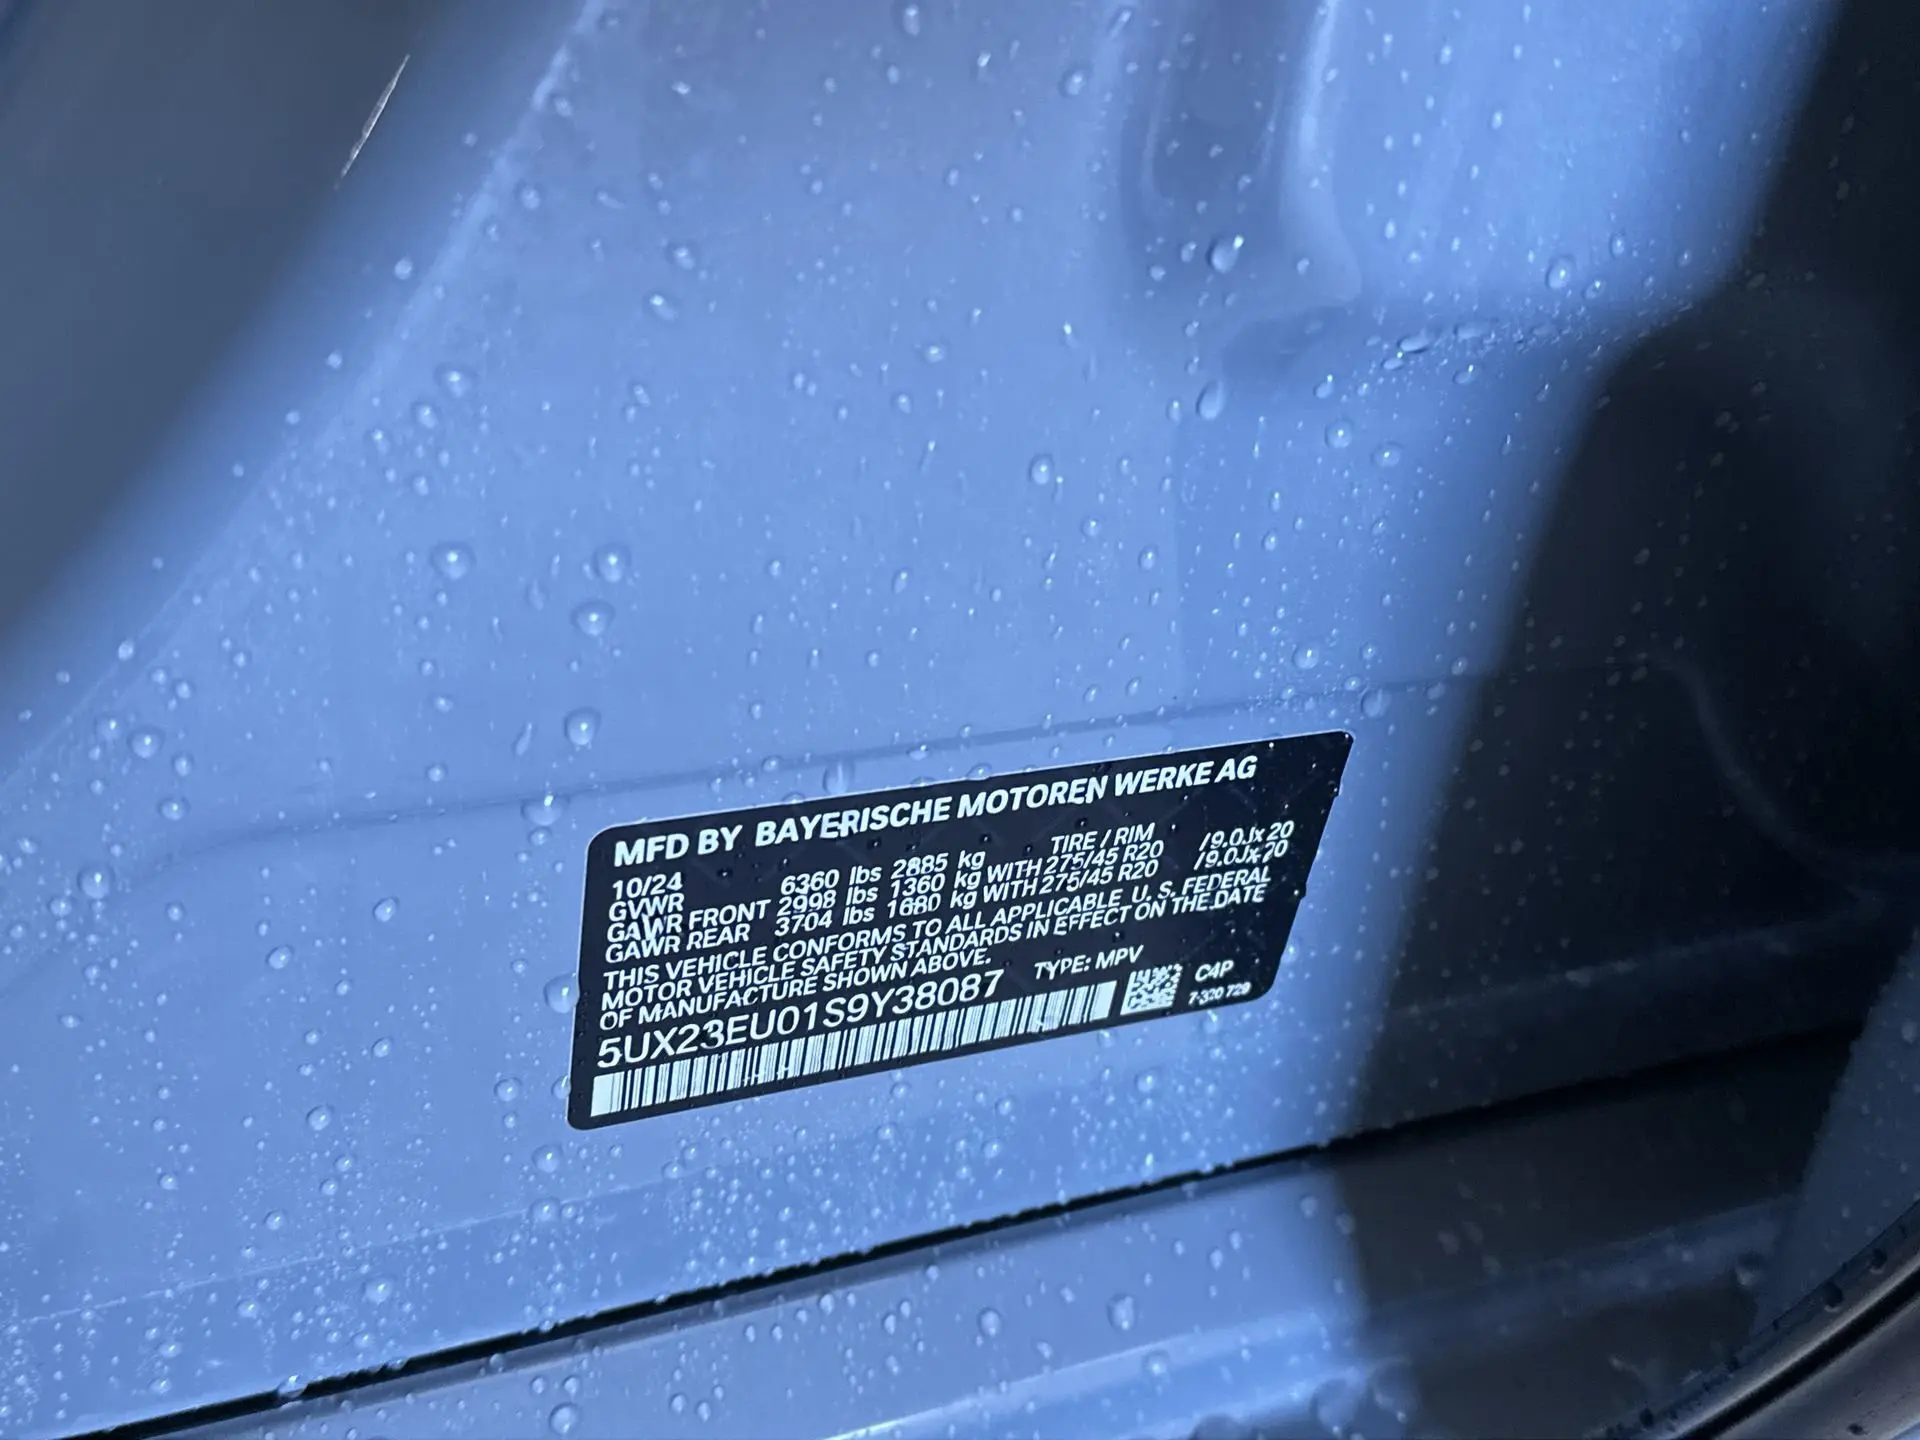 MFD BY BAYERISCHE MOTOREN WERKE AG
10/24 TIRE / RIM
GVWR 6360 lbs 2885 kg
GAWR FRONT 2998 lbs 1360 kg WITH 275/45 R20 /9.0Jx20
GAWR REAR 3704 lbs 1680 kg WITH 275/45 R20 /9.0Jx20
THIS VEHICLE CONFORMS TO ALL APPLICABLE U.S. FEDERAL
MOTOR VEHICLE SAFETY STANDARDS IN EFFECT ON THE DATE
OF MANUFACTURE SHOWN ABOVE.
5UX23EU01S9Y38087 TYPE: MPV
C4P
7 320 729